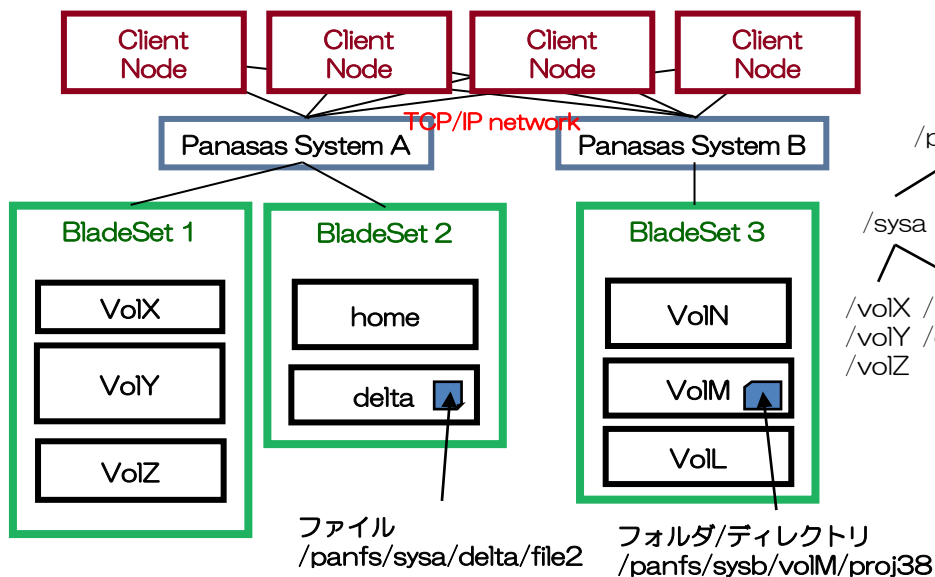 Client
Node
Client
Node
Client
Node
Client
Node
TCP/IP network
Panasas System A
Panasas System B
BladeSet 1
VolX
VolY
VolZ
BladeSet 2
home
delta
BladeSet 3
VolN
VolM
VolL
ファイル
/panfs/sysa/delta/file2
フォルダ/ディレクトリ
/panfs/sysb/volM/proj38
/sysa
/volX /
/volY /
/volZ